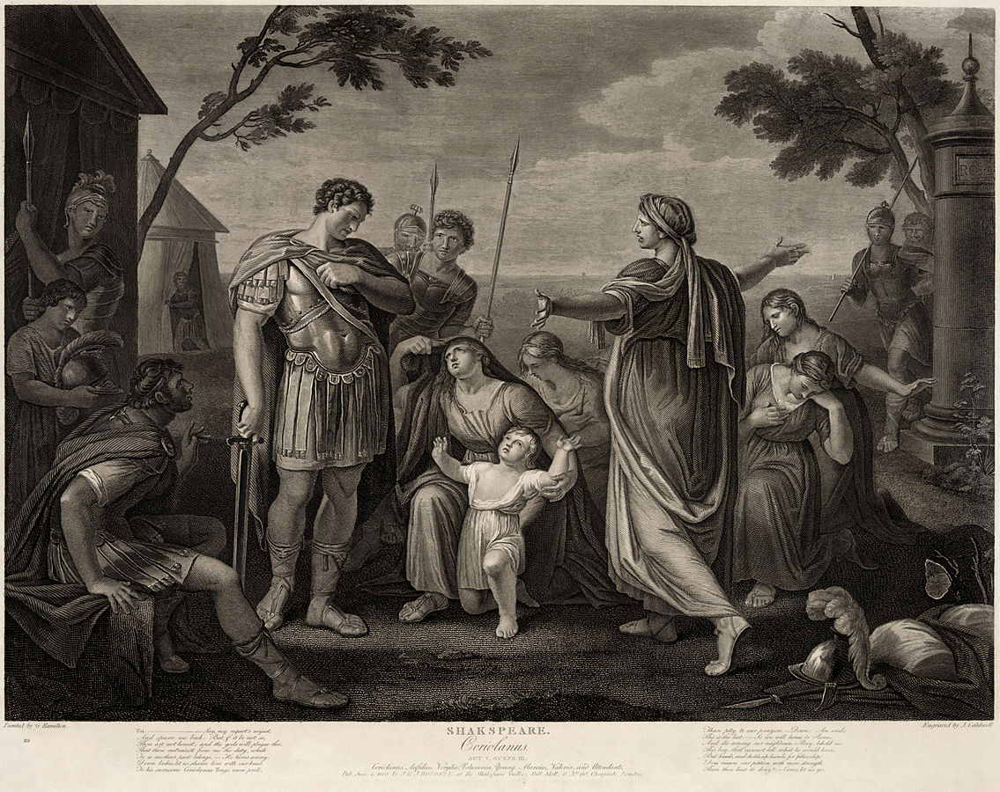 RO
Painted by G. Hamilton
Engraved by J. Caldwell
83
Vol. Say, my request's unjust,
And spurn me back: But, if it be not so,
Thou art not honest; and the gods will plague thee,
That thou restrain'st from me the duty, which
To a mother's part belongs. — He turns away:
Down, ladies; let us shame him with our knees.
To his surname Coriolanus 'longs more pride,
SHAKSPEARE.
Coriolanus.
ACT V. SCENE III.
Coriolanus, Aufidius, Virgilia, Volumnia, Young Marcius, Valeria, and Attendants,
Pub. June 4, 1803, by J. & J. BOYDELL, at the Shakspeare Gallery, Pall Mall, & No. 90, Cheapside, London.
Than pity to our prayers. Down: An end;
This is the last; — So we will home to Rome,
And die among our neighbours. — Nay, behold us:
This boy, that cannot tell what he would have,
But kneels, and holds up hands, for fellowship,
Does reason our petition with more strength
Than thou hast to deny't. — Come, let us go.